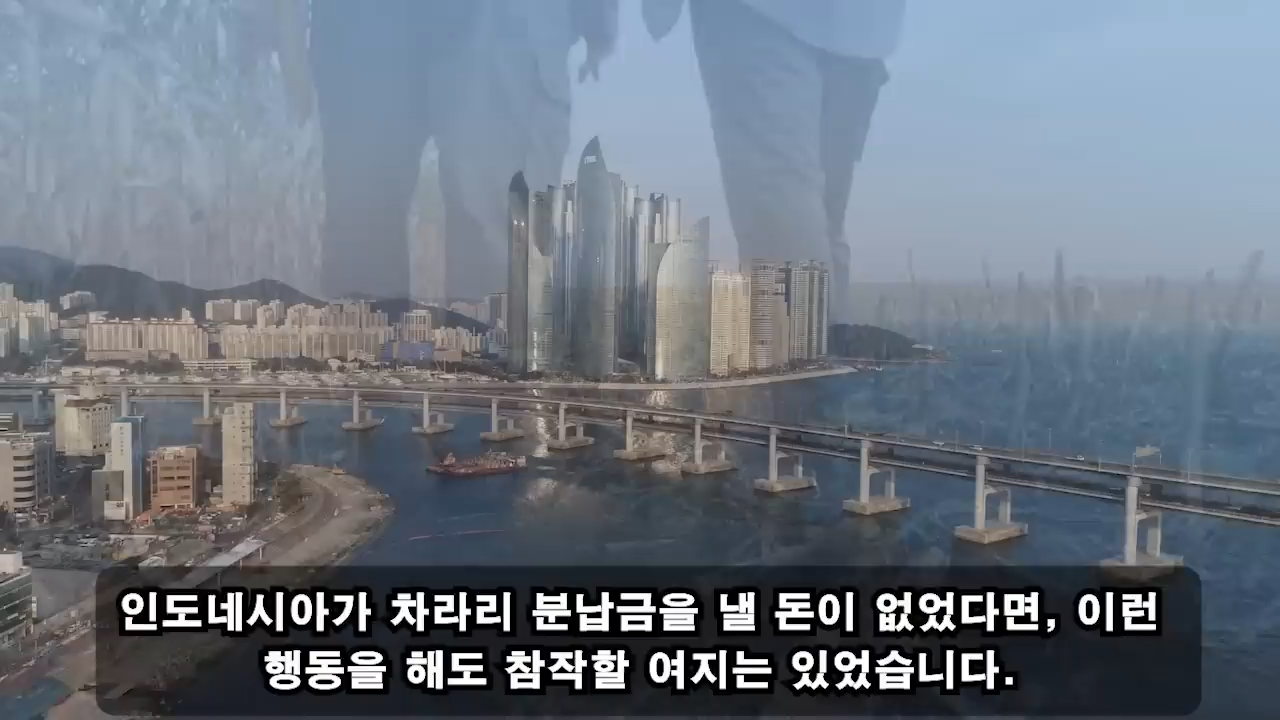 인도네시아가 차라리 분납금을 낼 돈이 없었다면, 이런
행동을 해도 참작할 여지는 있었습니다.